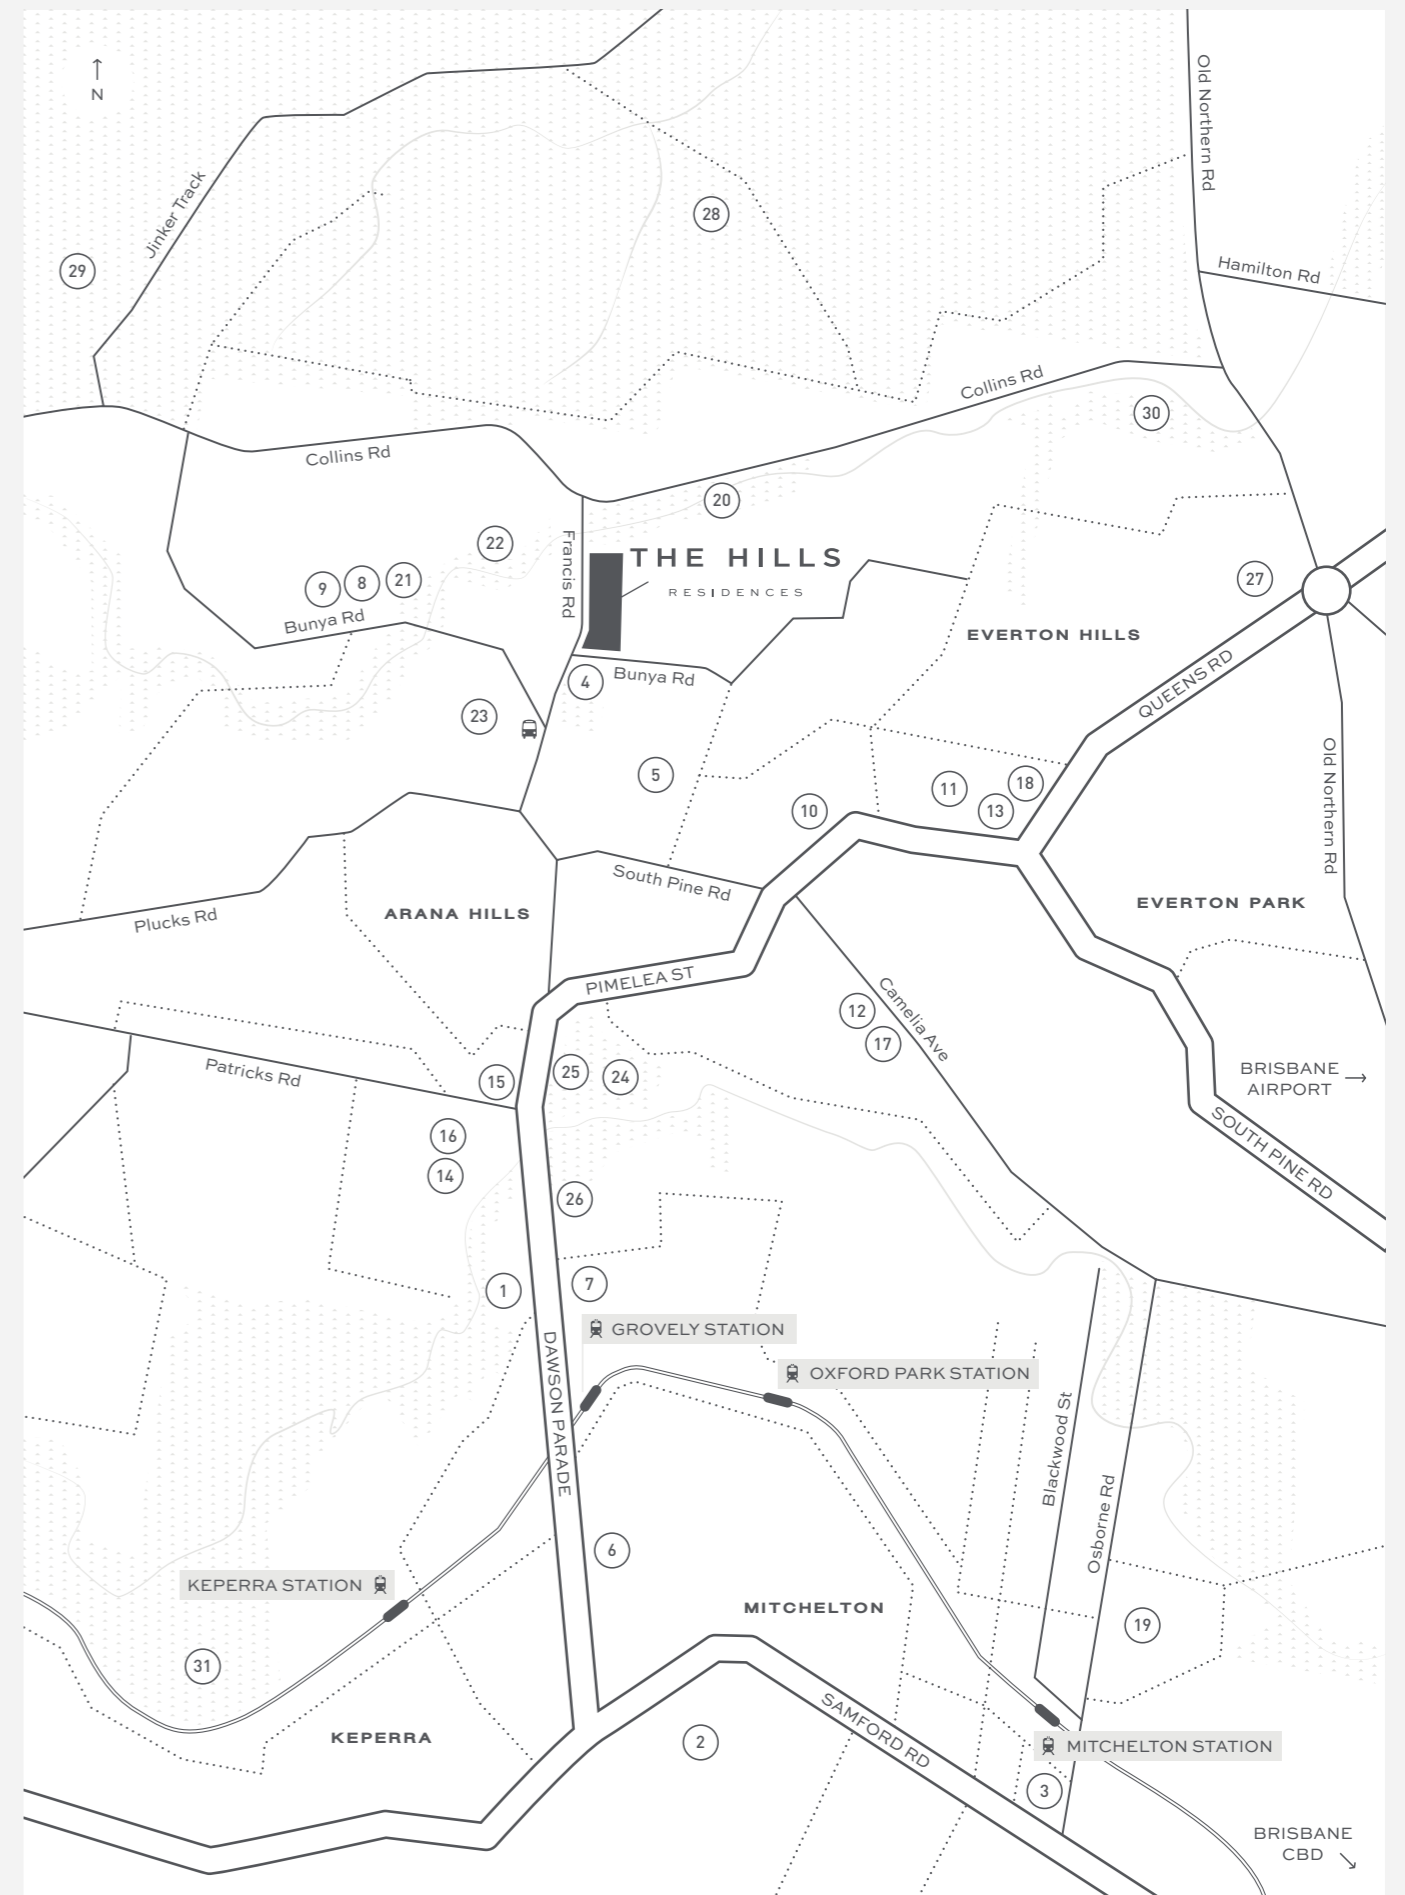 N
Old Northern Rd
Jinker Track
28
29
Hamilton Rd
Collins Rd
30
Collins Rd
20
22
Francis Rd
THE HILLS
RESIDENCES
9
8
21
27
Bunya Rd
EVERTON HILLS
4
Bunya Rd
QUEENS RD
23
5
11
18
10
13
Old Northern Rd
South Pine Rd
ARANA HILLS
EVERTON PARK
Plucks Rd
PIMELEA ST
12
17
Camelia Ave
Patricks Rd
15
25
24
BRISBANE
AIRPORT
16
14
SOUTH PINE RD
26
1
7
GROVELY STATION
OXFORD PARK STATION
DAWSON PARADE
Blackwood St
Osborne Rd
6
KEPERRA STATION
MITCHELTON
19
31
KEPERRA
2
SAMFORD RD
MITCHELTON STATION
3
BRISBANE
CBD